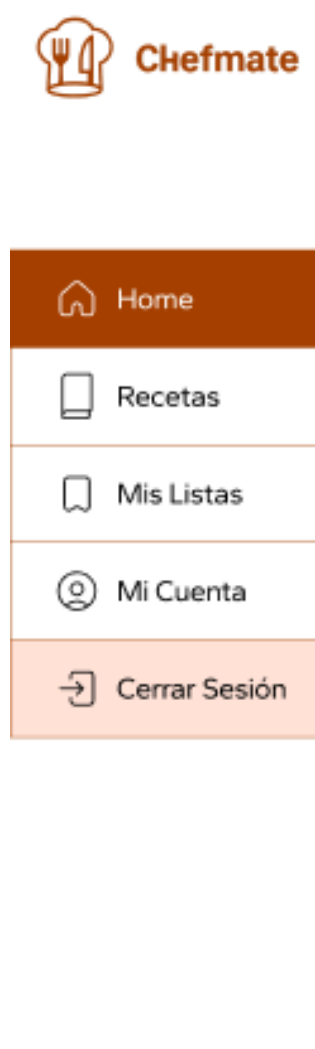 Chefmate
Home
Recetas
Mis Listas
Mi Cuenta
Cerrar Sesión